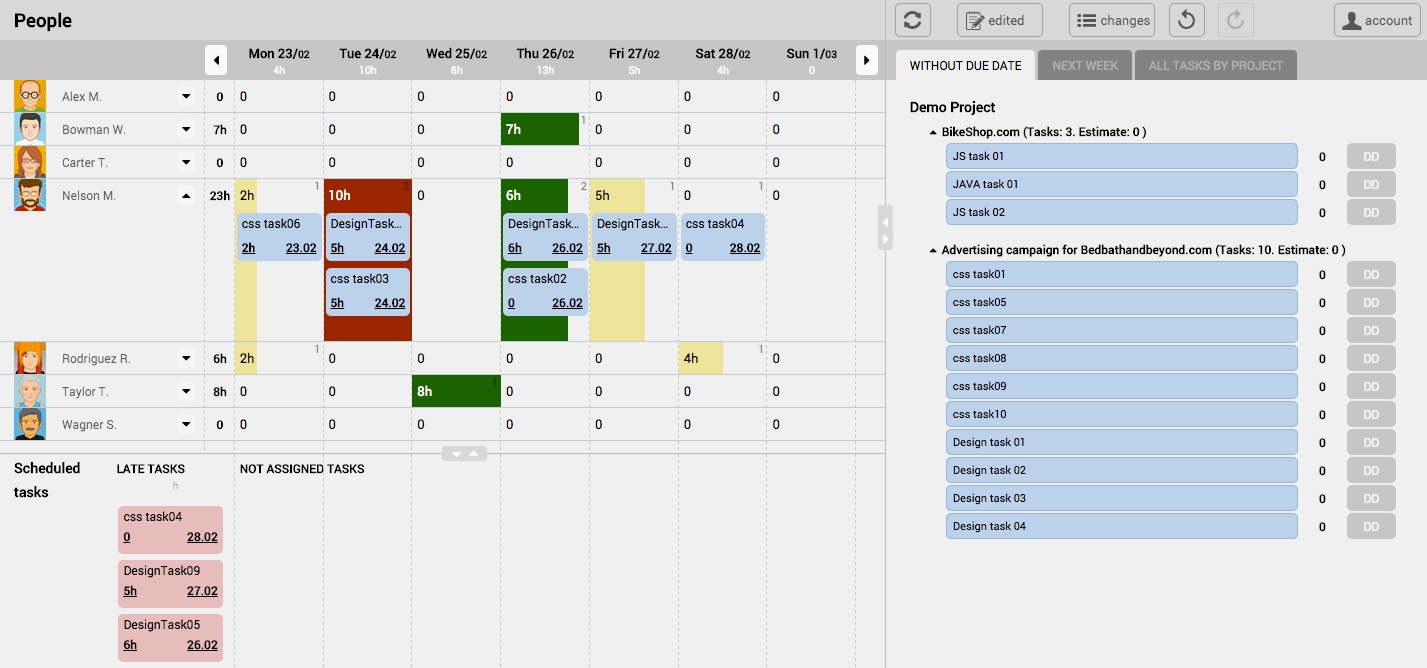 People
edited
changes
account
Mon 23/02 Tue 24/02 Wed 25/02 Thu 26/02 Fri 27/02 Sat 28/02 Sun 1/03
4h 10h 8h 13h 5h 4h 0
Alex M. 0 0 0 0 0 0 0 0
Bowman W. 7h 0 0 0 7h 1 0 0 0
Carter T. 0 0 0 0 0 0 0 0
Nelson M. 23h 2h 1 10h 2 0 6h 2 5h 1 0 1 0
css task06 DesignTask... DesignTask... DesignTask... css task04
2h 23.02 5h 24.02 6h 26.02 5h 27.02 0 28.02
css task03 css task02
5h 24.02 0 26.02
Rodriguez R. 6h 2h 1 0 0 0 0 4h 1 0
Taylor T. 8h 0 0 8h 1 0 0 0 0
Wagner S. 0 0 0 0 0 0 0 0
Scheduled tasks
LATE TASKS
h
NOT ASSIGNED TASKS
css task04
0 28.02
DesignTask09
5h 27.02
DesignTask05
6h 26.02
WITHOUT DUE DATE
NEXT WEEK
ALL TASKS BY PROJECT
Demo Project
BikeShop.com (Tasks: 3. Estimate: 0 )
JS task 01 0 DD
JAVA task 01 0 DD
JS task 02 0 DD
Advertising campaign for Bedbathandbeyond.com (Tasks: 10. Estimate: 0 )
css task01 0 DD
css task05 0 DD
css task07 0 DD
css task08 0 DD
css task09 0 DD
css task10 0 DD
Design task 01 0 DD
Design task 02 0 DD
Design task 03 0 DD
Design task 04 0 DD